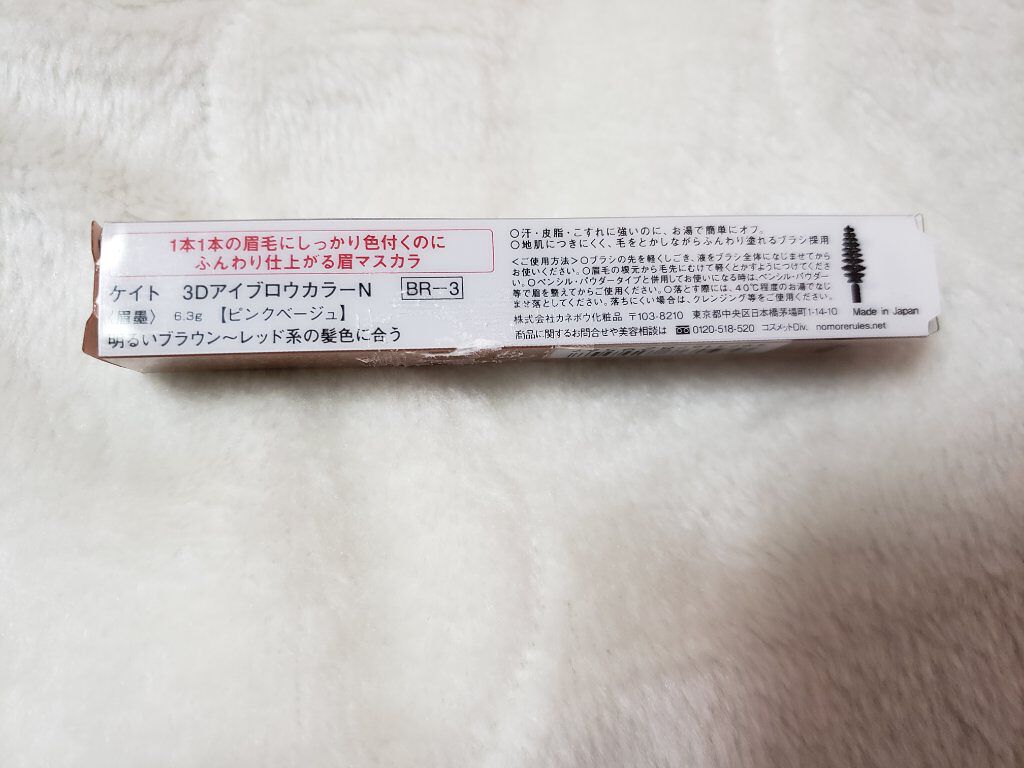 1本1本の眉毛にしっかり色付くのに
ふんわり仕上がる眉マスカラ
ケイト 3DアイブロウカラーN BR-3
〈眉墨〉 6.3g 【ピンクベージュ】
明るいブラウン〜レッド系の髪色に合う
○汗・皮脂・こすれに強いのに、お湯で簡単にオフ。
○地肌につきにくく、毛をとかしながらふんわり塗れるブラシ採用
<ご使用方法>○ブラシの先を軽くしごき、液をブラシ全体になじませてから
お使いください。○眉毛の根元から毛先にむけて軽くとかすようにつけてくださ
い。○ペンシル・パウダータイプと併用してお使いになる時は、ペンシル・パウダー
等で眉を整えてからご使用ください。○落とす際には、40℃程度のお湯でなじ
ませ落としてください。落ちにくい場合は、クレンジング等をご使用ください。
株式会社カネボウ化粧品 〒103-8210 東京都中央区日本橋茅場町1-14-10 Made in Japan
商品に関するお問合せや美容相談は 0120-518-520 コスメットDiv. nomorerules.net